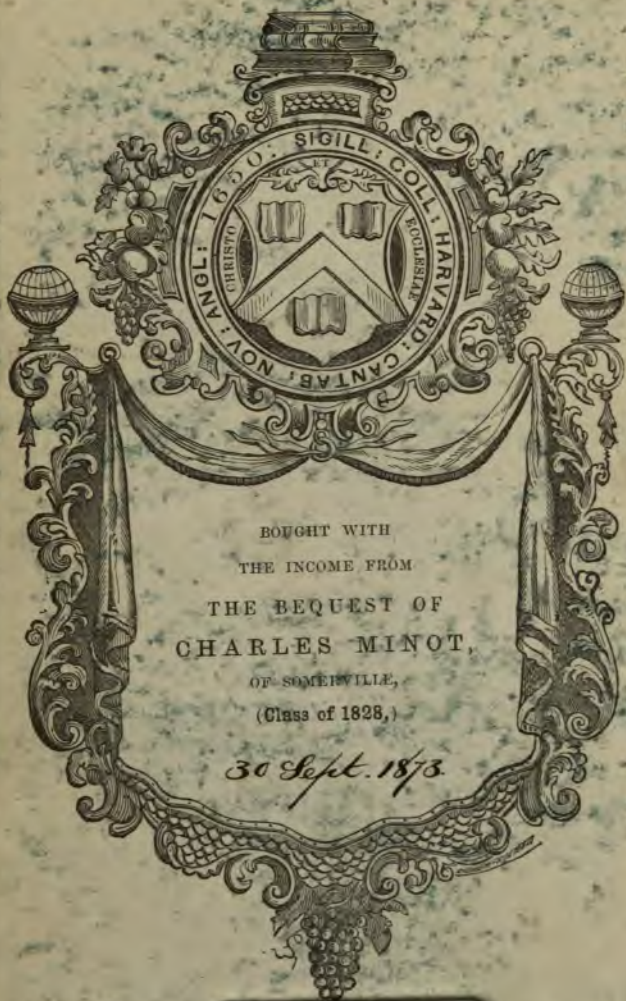 SIGILL: COLL: HARVARD: CANTAB: NOV: ANGL: 1650:
ET
CHRISTO
ECCLESIAE
BOUGHT WITH
THE INCOME FROM
THE BEQUEST OF
CHARLES MINOT,
OF SOMERVILLE,
(Class of 1828,)
30 Sept. 1873.